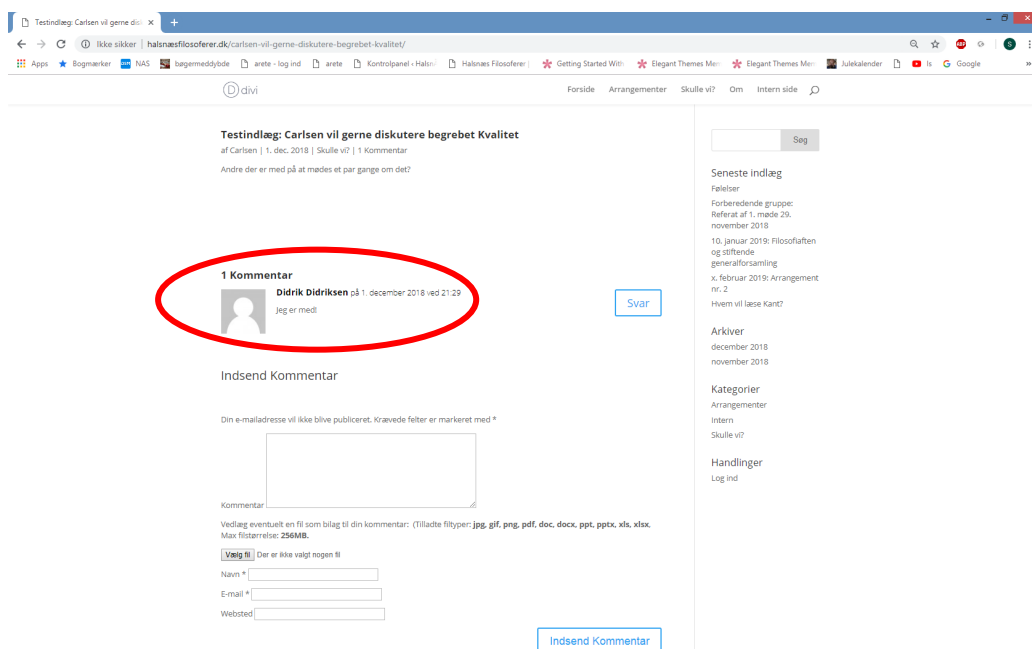 Testindlæg: Carlsen vil gerne disk
Ikke sikker | halsnæsfilosoferer.dk/carlsen-vil-gerne-diskutere-begrebet-kvalitet/
ABP
S
Apps Bogmærker DSM NAS bøgermeddybde arete - log ind arete Kontrolpanel ‹ Halsn Halsnæs Filosoferer | Getting Started With Elegant Themes Mem Elegant Themes Mem Julekalender Is G Google »
D divi
Forside Arrangementer Skulle vi? Om Intern side
Testindlæg: Carlsen vil gerne diskutere begrebet Kvalitet
af Carlsen | 1. dec. 2018 | Skulle vi? | 1 Kommentar
Andre der er med på at mødes et par gange om det?
1 Kommentar
Didrik Didriksen på 1. december 2018 ved 21:29
Jeg er med!
Svar
Indsend Kommentar
Din e-mailadresse vil ikke blive publiceret. Krævede felter er markeret med *
Kommentar
Vedlæg eventuelt en fil som bilag til din kommentar: (Tilladte filtyper: jpg, gif, png, pdf, doc, docx, ppt, pptx, xls, xlsx,
Max filstørrelse: 256MB.
Vælg fil Der er ikke valgt nogen fil
Navn *
E-mail *
Websted
Indsend Kommentar
Søg
Seneste indlæg
Følelser
Forberedende gruppe:
Referat af 1. møde 29.
november 2018
10. januar 2019: Filosofiaften
og stiftende
generalforsamling
x. februar 2019: Arrangement
nr. 2
Hvem vil læse Kant?
Arkiver
december 2018
november 2018
Kategorier
Arrangementer
Intern
Skulle vi?
Handlinger
Log ind